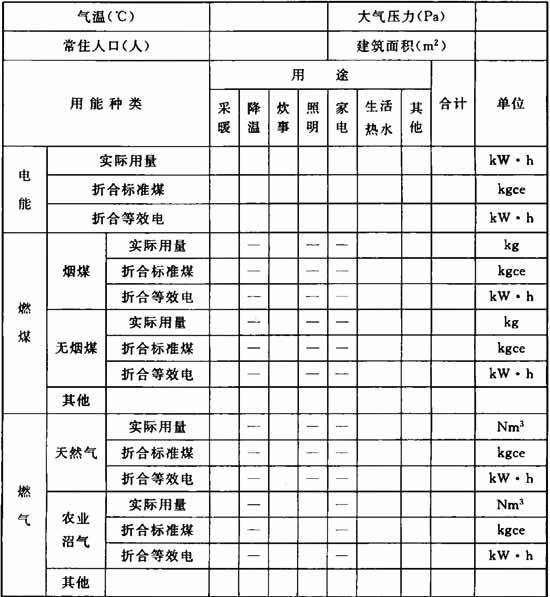 气温(℃) 大气压力(Pa)
常住人口(人) 建筑面积(m²)
用能种类 用途 合计 单位
采暖 降温 炊事 照明 家电 生活热水 其他
电能 实际用量 kW·h
折合标准煤 kgce
折合等效电 kW·h
燃煤 烟煤 实际用量 — — — kg
折合标准煤 — — — kgce
折合等效电 — — — kW·h
无烟煤 实际用量 — — — kg
折合标准煤 — — — kgce
折合等效电 — — — kW·h
其他
燃气 天然气 实际用量 — — — Nm³
折合标准煤 — — — kgce
折合等效电 — — — kW·h
农业沼气 实际用量 — — Nm³
折合标准煤 — — kgce
折合等效电 — — kW·h
其他